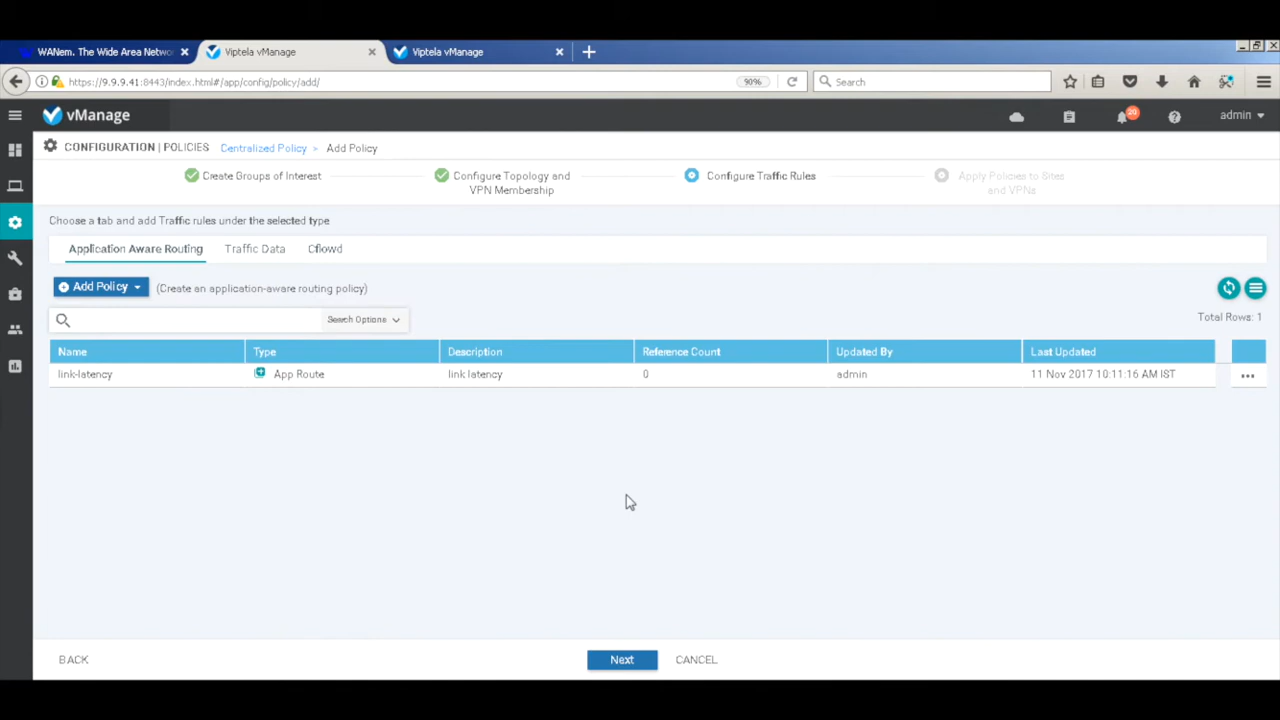 WANem. The Wide Area Netwo
Viptela vManage
Viptela vManage
https://9.9.9.41:8443/index.html#/app/config/policy/add/
90%
Search
vManage
20
admin
CONFIGURATION | POLICIES Centralized Policy > Add Policy
Create Groups of Interest
Configure Topology and
VPN Membership
Configure Traffic Rules
Apply Policies to Sites
and VPNs
Choose a tab and add Traffic rules under the selected type
Application Aware Routing Traffic Data Cflowd
Add Policy (Create an application-aware routing policy)
Search Options
Total Rows: 1
Name Type Description Reference Count Updated By Last Updated
link-latency App Route link latency 0 admin 11 Nov 2017 10:11:16 AM IST
BACK Next CANCEL